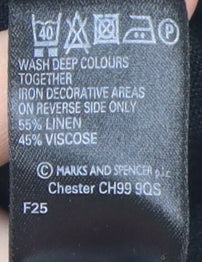 40 P
WASH DEEP COLOURS
TOGETHER
IRON DECORATIVE AREAS
ON REVERSE SIDE ONLY
55% LINEN
45% VISCOSE
© MARKS AND SPENCER p.l.c.
Chester CH99 9QS
F25